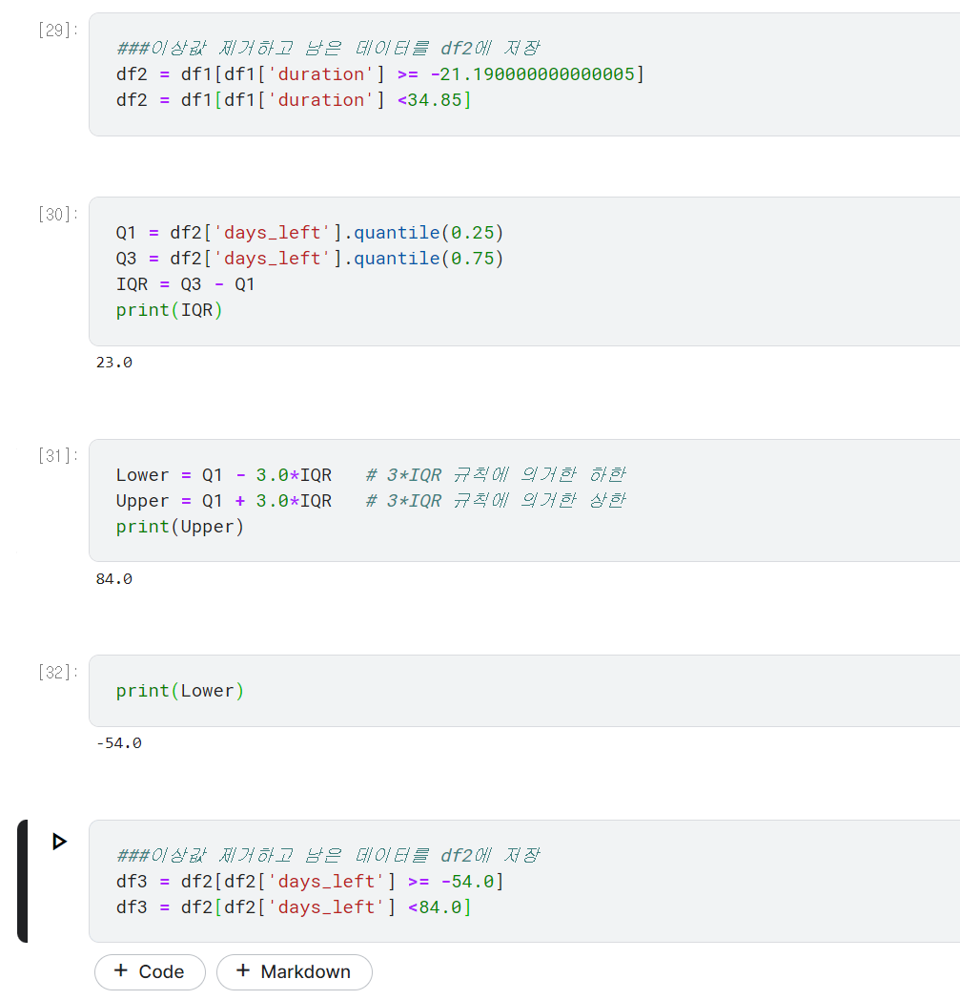 [29]:
###이상값 제거하고 남은 데이터를 df2에 저장
df2 = df1[df1['duration'] >= -21.190000000000005]
df2 = df1[df1['duration'] <34.85]
[30]:
Q1 = df2['days_left'].quantile(0.25)
Q3 = df2['days_left'].quantile(0.75)
IQR = Q3 - Q1
print(IQR)
23.0
[31]:
Lower = Q1 - 3.0*IQR   # 3*IQR 규칙에 의거한 하한
Upper = Q1 + 3.0*IQR   # 3*IQR 규칙에 의거한 상한
print(Upper)
84.0
[32]:
print(Lower)
-54.0
###이상값 제거하고 남은 데이터를 df2에 저장
df3 = df2[df2['days_left'] >= -54.0]
df3 = df2[df2['days_left'] <84.0]
+ Code + Markdown